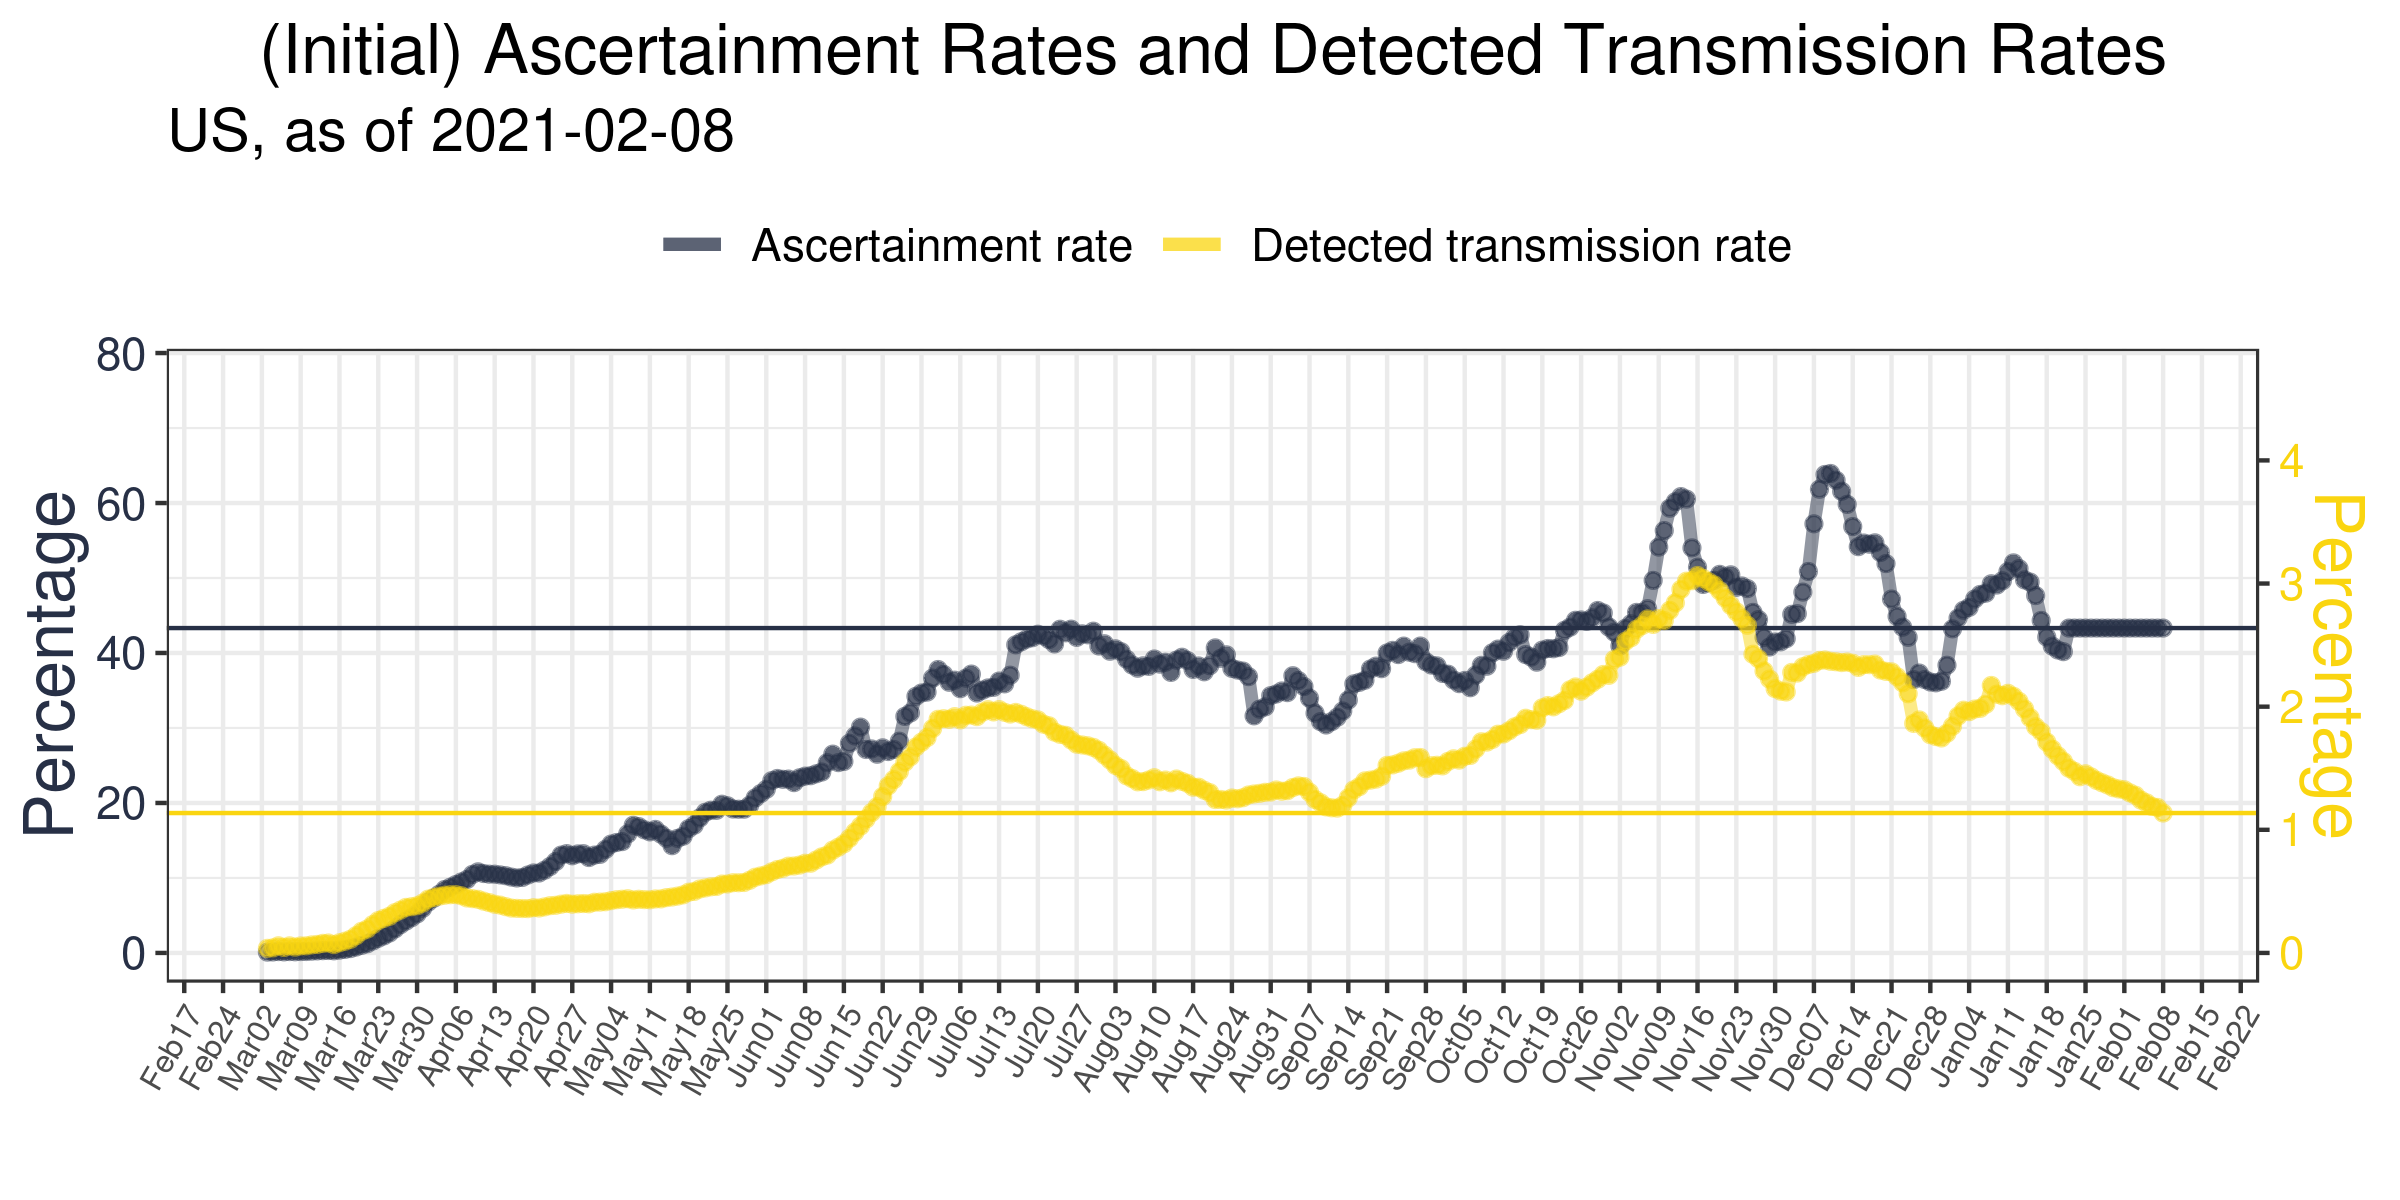 (Initial) Ascertainment Rates and Detected Transmission Rates
US, as of 2021-02-08
Ascertainment rate
Detected transmission rate
Percentage
80
60
40
20
0
4
3
2
1
0
Percentage
Feb17
Feb24
Mar02
Mar09
Mar16
Mar23
Mar30
Apr06
Apr13
Apr20
Apr27
May04
May11
May18
May25
Jun01
Jun08
Jun15
Jun22
Jun29
Jul06
Jul13
Jul20
Jul27
Aug03
Aug10
Aug17
Aug24
Aug31
Sep07
Sep14
Sep21
Sep28
Oct05
Oct12
Oct19
Oct26
Nov02
Nov09
Nov16
Nov23
Nov30
Dec07
Dec14
Dec21
Dec28
Jan04
Jan11
Jan18
Jan25
Feb01
Feb08
Feb15
Feb22